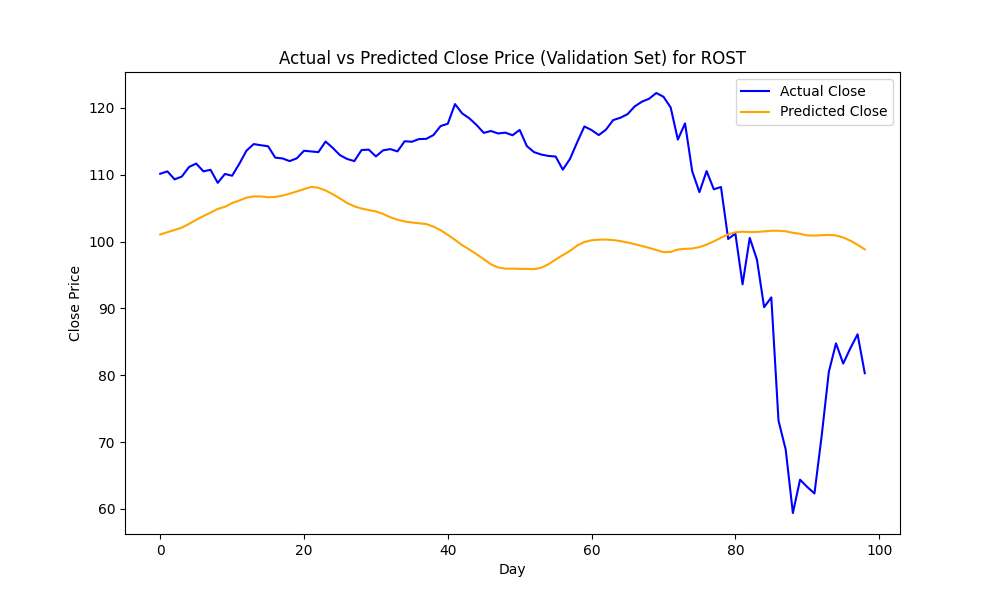 Actual vs Predicted Close Price (Validation Set) for ROST
Actual Close
Predicted Close
Close Price
120
110
100
90
80
70
60
0 20 40 60 80 100
Day